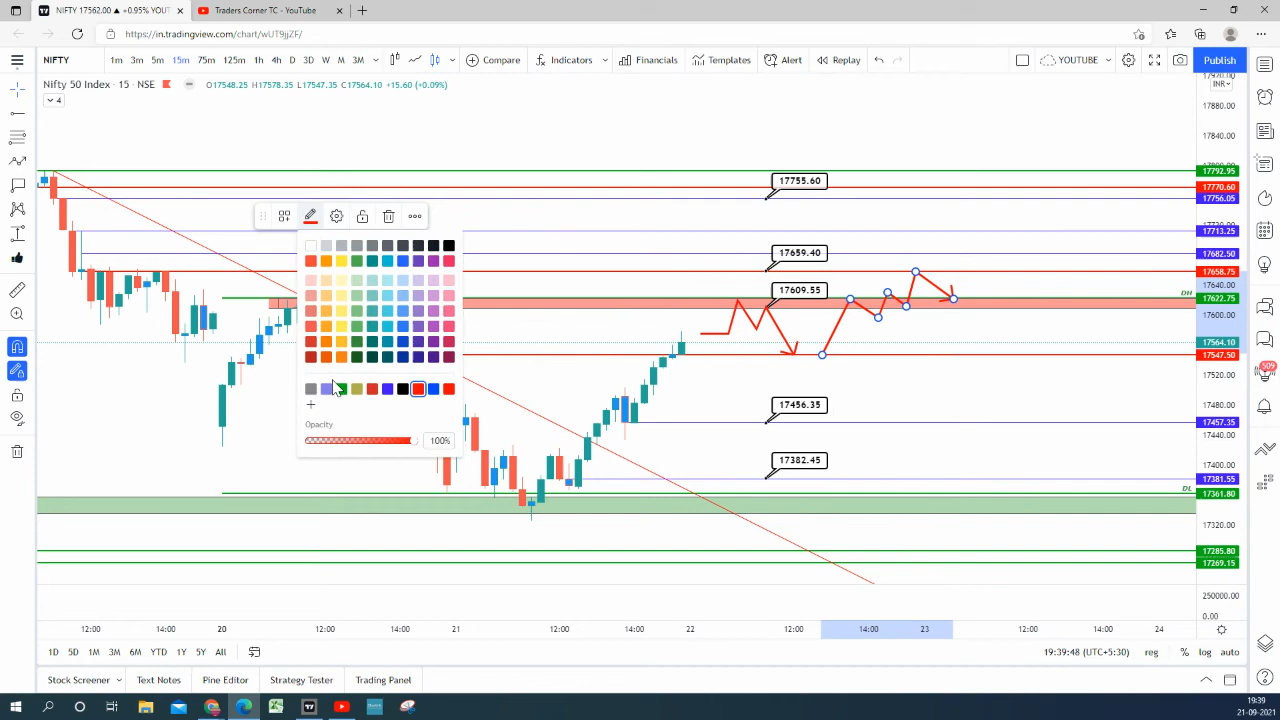 NIFTY 17562.00 ▲ +0.95% YOUT
Traders Corner TC - YouTube
https://in.tradingview.com/chart/wUT9jjZF/
NIFTY
1m 3m 5m 15m 75m 125m 1h 4h D 3D W M 3M
Compare
Indicators
Financials
Templates
Alert
Replay
YOUTUBE
Publish
Nifty 50 Index · 15 · NSE
O17548.25 H17578.35 L17547.35 C17564.10 +15.60 (+0.09%)
4
INR
17920.00
17880.00
17840.00
17792.95
17770.60
17756.05
17713.25
17682.50
17658.75
17640.00
17622.75
17600.00
17564.10
17547.50
17520.00
17480.00
17457.35
17440.00
17400.00
17381.55
17361.80
17320.00
17285.80
17269.15
250000.00
0.00
17755.60
17659.40
17609.55
17456.35
17382.45
DH
DL
Opacity
100%
12:00 14:00 20 12:00 14:00 21 12:00 14:00 22 12:00 14:00 23 12:00 14:00 24
1D 5D 1M 3M 6M YTD 1Y 5Y All
19:39:48 (UTC+5:30) reg % log auto
Stock Screener Text Notes Pine Editor Strategy Tester Trading Panel
509
19:39
21-09-2021